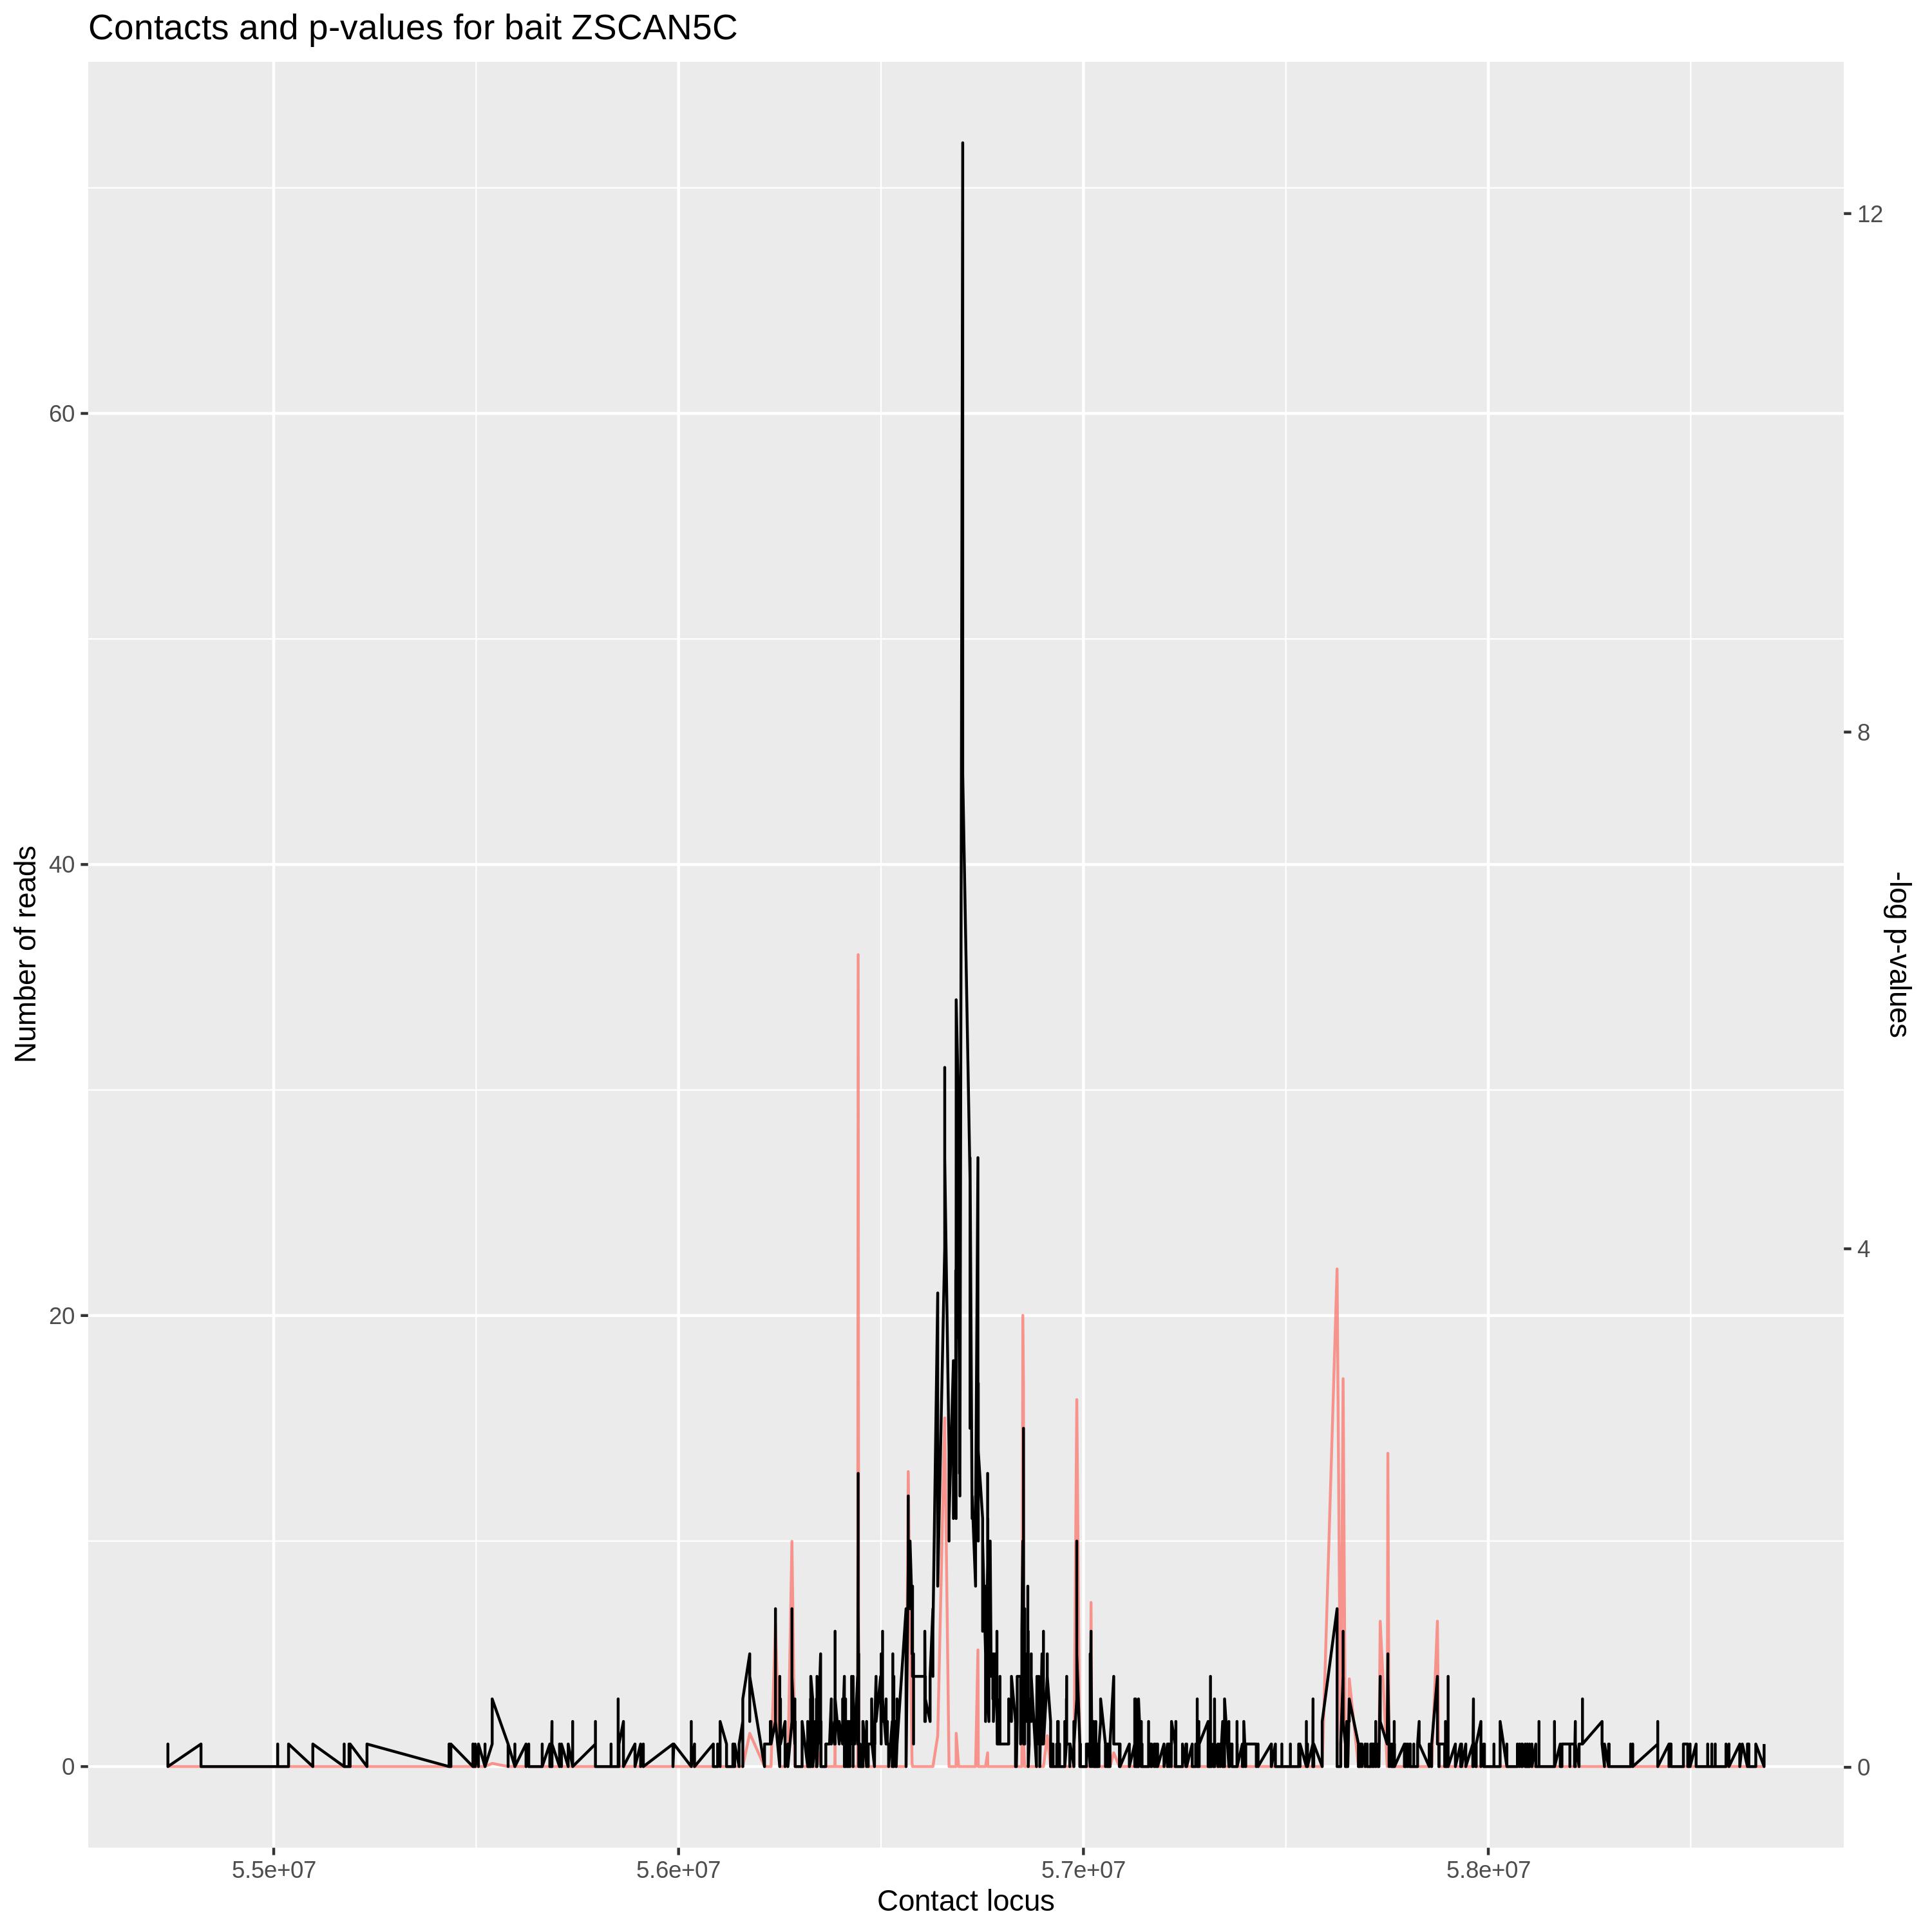 Contacts and p-values for bait ZSCAN5C
12
60
8
40
Number of reads
-log p-values
4
20
0
0
5.5e+07 5.6e+07 5.7e+07 5.8e+07
Contact locus